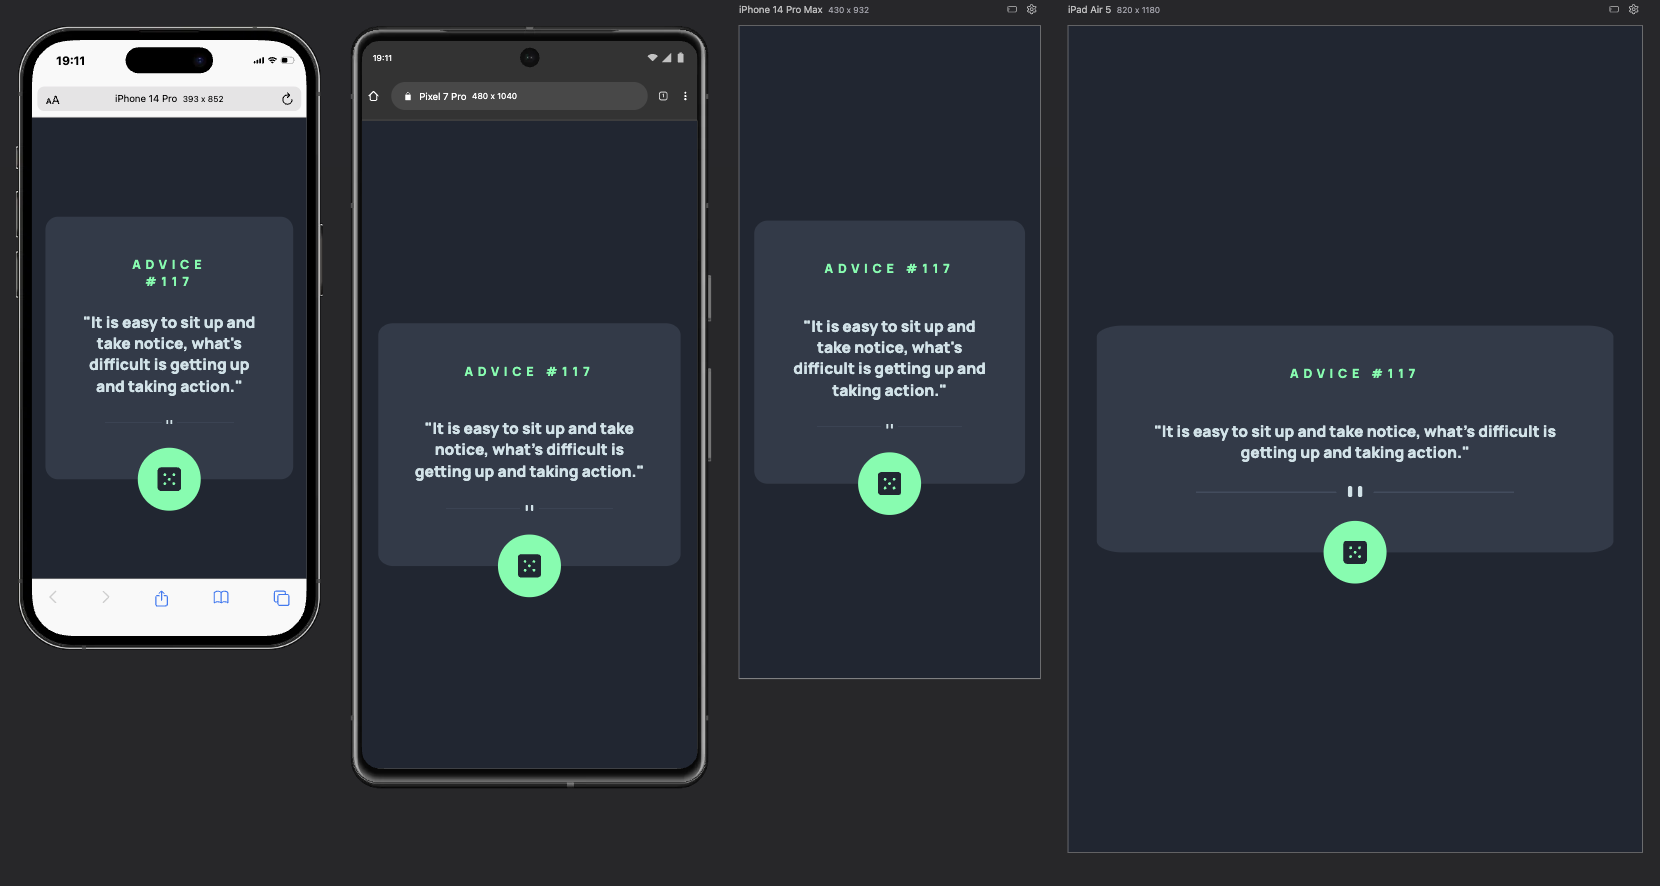 19:11
AA
iPhone 14 Pro 393 x 852
ADVICE
#117
"It is easy to sit up and
take notice, what's
difficult is getting up
and taking action."
19:11
Pixel 7 Pro 480 x 1040
1
ADVICE #117
"It is easy to sit up and take
notice, what's difficult is
getting up and taking action."
iPhone 14 Pro Max 430 x 932
ADVICE #117
"It is easy to sit up and
take notice, what's
difficult is getting up and
taking action."
iPad Air 5 820 x 1180
ADVICE #117
"It is easy to sit up and take notice, what's difficult is
getting up and taking action."